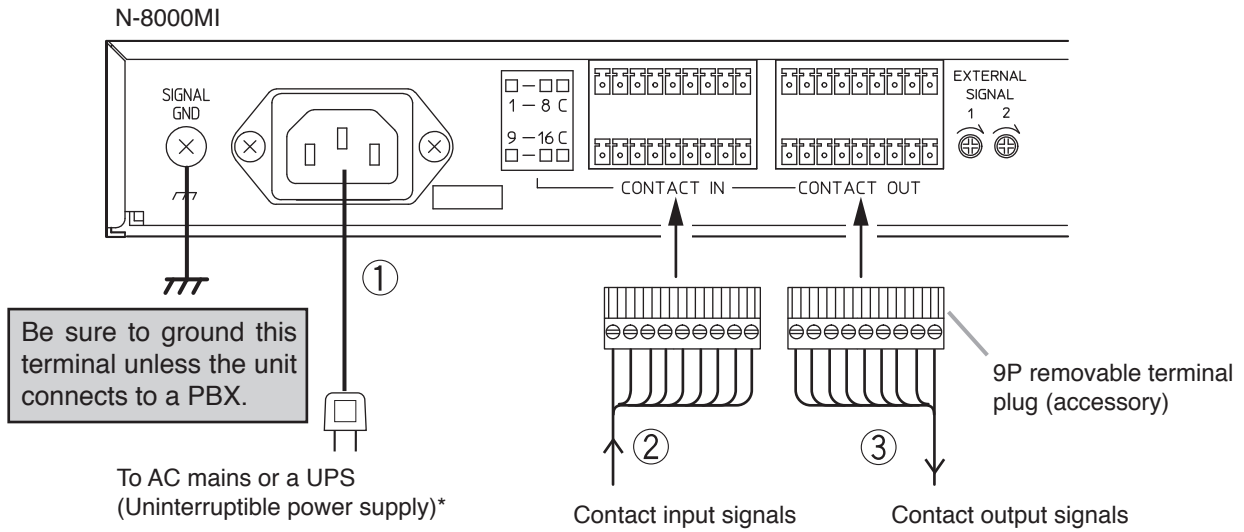 N-8000MI
SIGNAL
GND
1 – 8 C
9 – 16 C
CONTACT IN
CONTACT OUT
EXTERNAL
SIGNAL
1 2
①
Be sure to ground this
terminal unless the unit
connects to a PBX.
To AC mains or a UPS
(Uninterruptible power supply)*
②
③
9P removable terminal
plug (accessory)
Contact input signals
Contact output signals